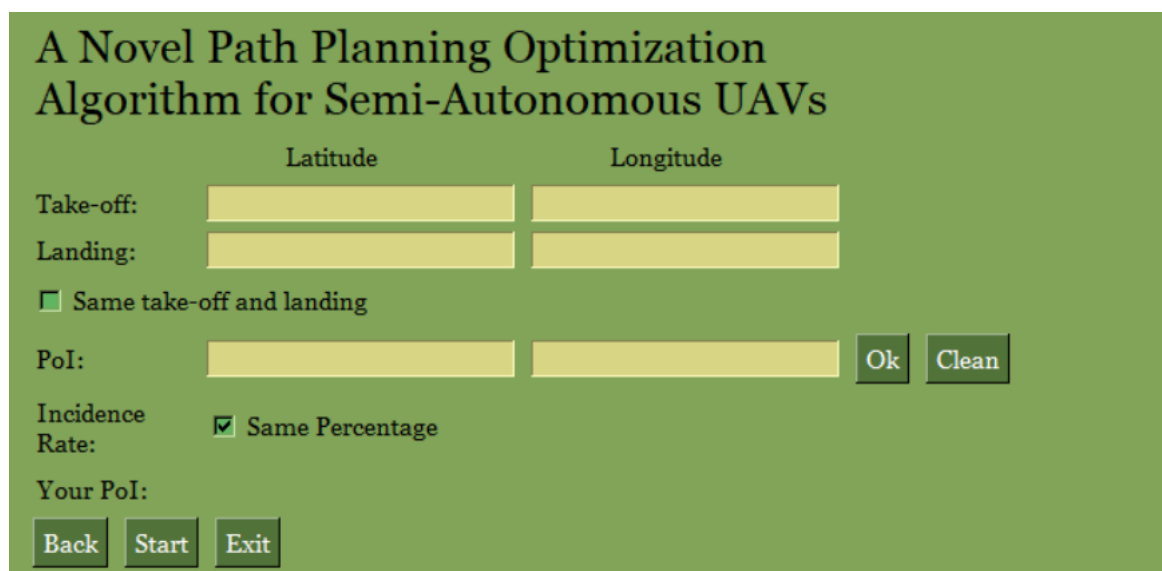 A Novel Path Planning Optimization
Algorithm for Semi-Autonomous UAVs
Latitude Longitude
Take-off:
Landing:
Same take-off and landing
PoI: Ok Clean
Incidence
Rate: Same Percentage
Your PoI:
Back Start Exit